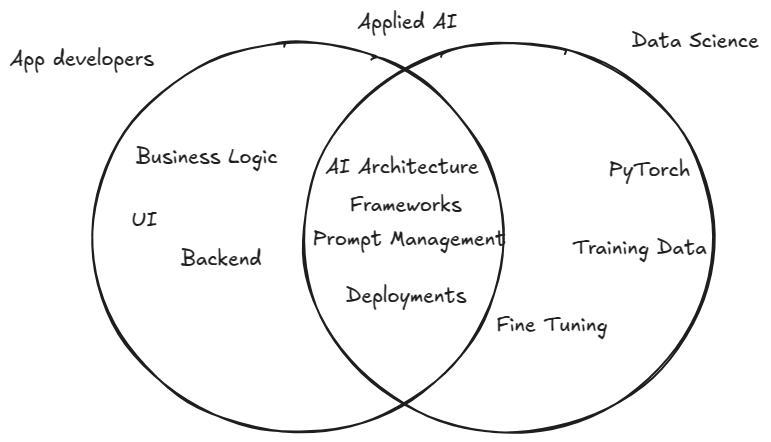 Applied AI
App developers
Data Science
Business Logic
UI
Backend
AI Architecture
Frameworks
Prompt Management
Deployments
PyTorch
Training Data
Fine Tuning